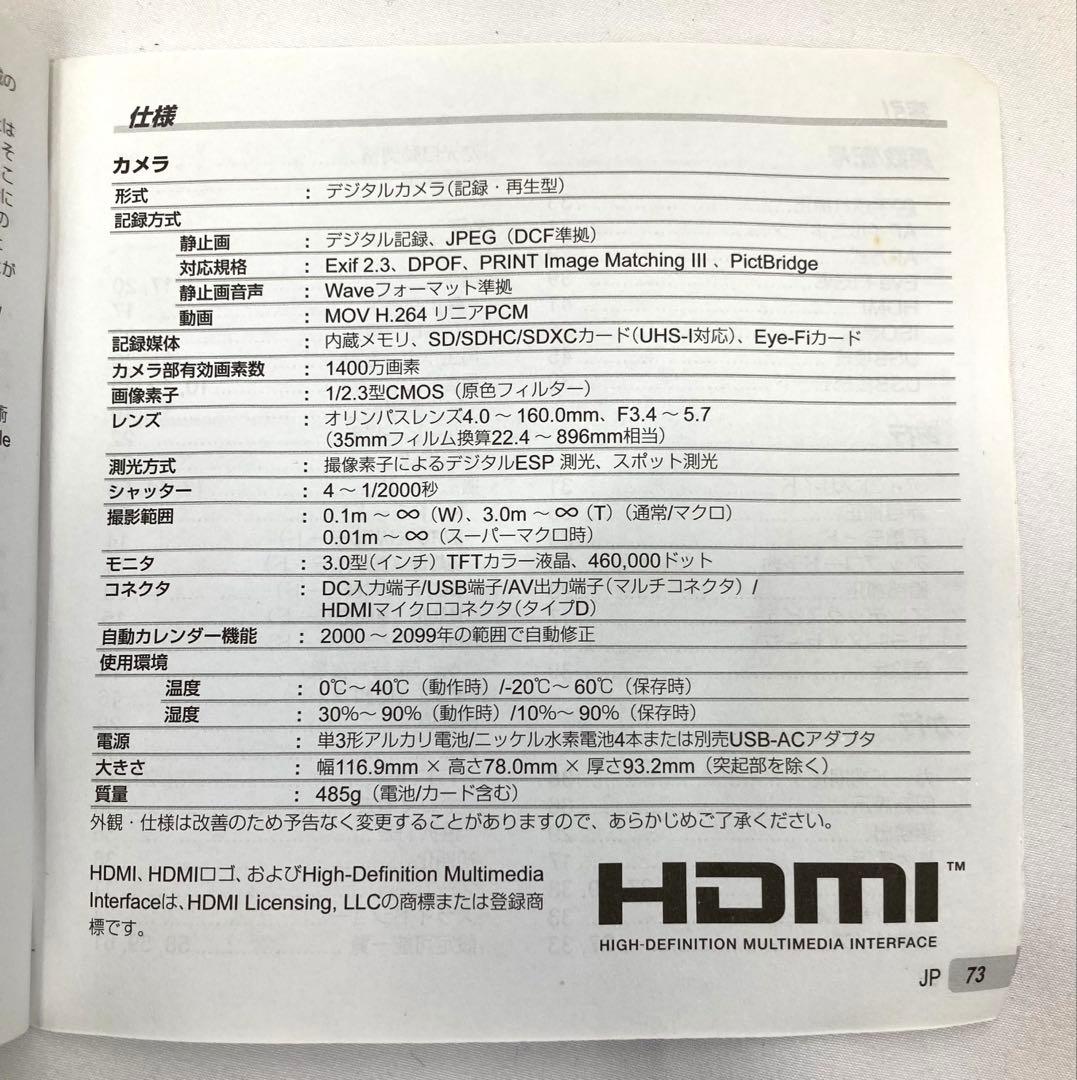 仕様
カメラ
形式 : デジタルカメラ(記録・再生型)
記録方式
静止画 : デジタル記録、JPEG(DCF準拠)
対応規格 : Exif 2.3、DPOF、PRINT Image Matching III 、PictBridge
静止画音声 : Waveフォーマット準拠
動画 : MOV H.264 リニアPCM
記録媒体 : 内蔵メモリ、SD/SDHC/SDXCカード(UHS-I対応)、Eye-Fiカード
カメラ部有効画素数 : 1400万画素
画像素子 : 1/2.3型CMOS(原色フィルター)
レンズ : オリンパスレンズ4.0 ～ 160.0mm、F3.4 ～ 5.7
(35mmフィルム換算22.4 ～ 896mm相当)
測光方式 : 撮像素子によるデジタルESP 測光、スポット測光
シャッター : 4 ～ 1/2000秒
撮影範囲 : 0.1m ～ ∞(W)、3.0m ～ ∞(T)(通常/マクロ)
0.01m ～ ∞(スーパーマクロ時)
モニタ : 3.0型(インチ)TFTカラー液晶、460,000ドット
コネクタ : DC入力端子/USB端子/AV出力端子(マルチコネクタ) /
HDMIマイクロコネクタ(タイプD)
自動カレンダー機能 : 2000 ～ 2099年の範囲で自動修正
使用環境
温度 : 0℃～ 40℃(動作時)/-20℃～ 60℃(保存時)
湿度 : 30%～ 90%(動作時)/10%～ 90%(保存時)
電源 : 単3形アルカリ電池/ニッケル水素電池4本または別売USB-ACアダプタ
大きさ : 幅116.9mm × 高さ78.0mm × 厚さ93.2mm(突起部を除く)
質量 : 485g(電池/カード含む)
外観・仕様は改善のため予告なく変更することがありますので、あらかじめご了承ください。
HDMI、HDMIロゴ、およびHigh-Definition Multimedia
Interfaceは、HDMI Licensing, LLCの商標または登録商
標です。
HDMI™
HIGH-DEFINITION MULTIMEDIA INTERFACE
JP 73